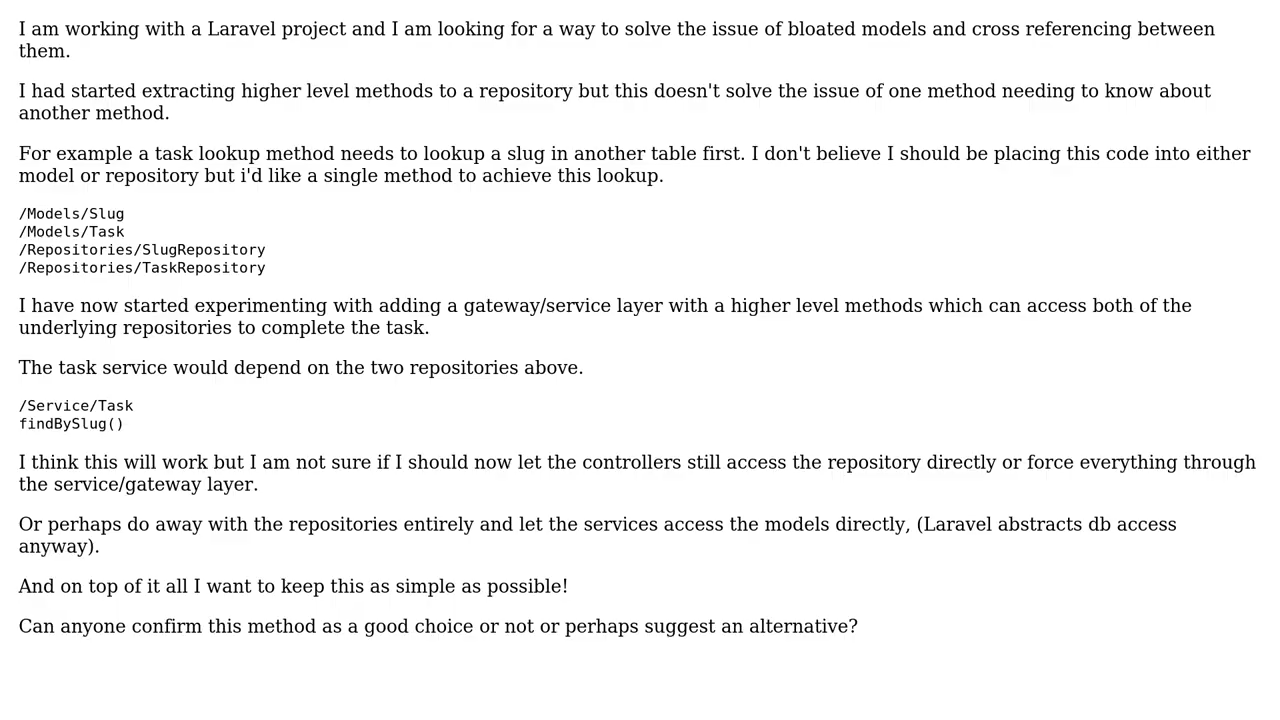 I am working with a Laravel project and I am looking for a way to solve the issue of bloated models and cross referencing between
them.
I had started extracting higher level methods to a repository but this doesn't solve the issue of one method needing to know about
another method.
For example a task lookup method needs to lookup a slug in another table first. I don't believe I should be placing this code into either
model or repository but i'd like a single method to achieve this lookup.
/Models/Slug
/Models/Task
/Repositories/SlugRepository
/Repositories/TaskRepository
I have now started experimenting with adding a gateway/service layer with a higher level methods which can access both of the
underlying repositories to complete the task.
The task service would depend on the two repositories above.
/Service/Task
findBySlug()
I think this will work but I am not sure if I should now let the controllers still access the repository directly or force everything through
the service/gateway layer.
Or perhaps do away with the repositories entirely and let the services access the models directly, (Laravel abstracts db access
anyway).
And on top of it all I want to keep this as simple as possible!
Can anyone confirm this method as a good choice or not or perhaps suggest an alternative?